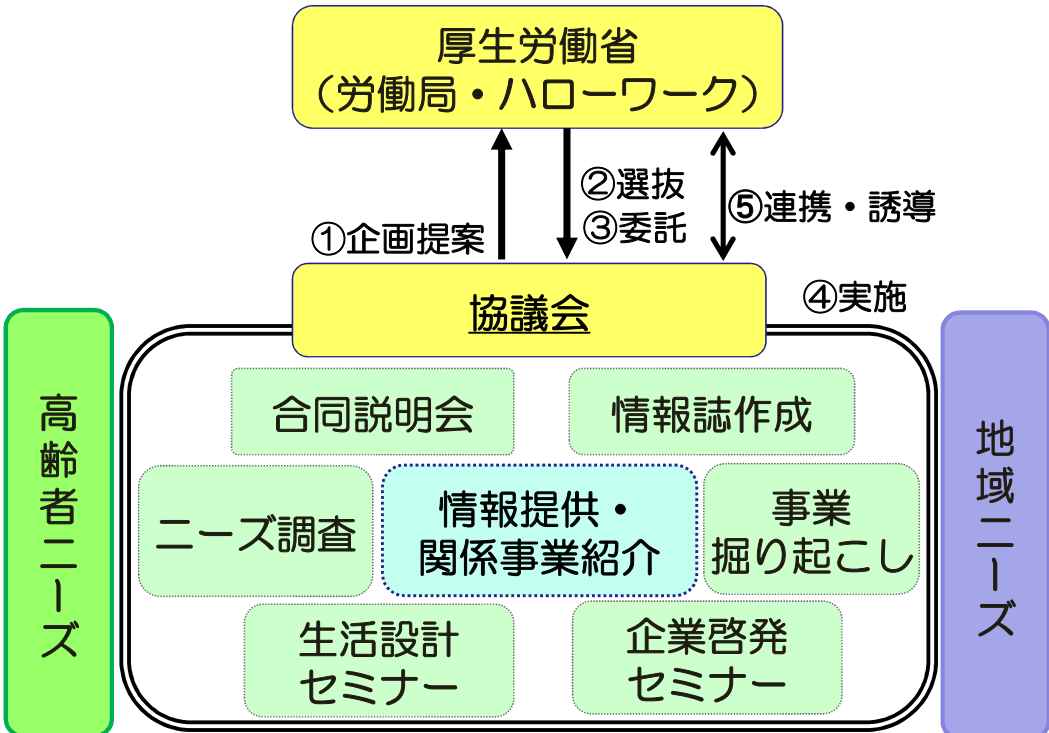 厚生労働省
（労働局・ハローワーク）
①企画提案
②選抜
③委託
⑤連携・誘導
協議会
④実施
高齢者ニーズ
合同説明会
情報誌作成
ニーズ調査
情報提供・
関係事業紹介
事業
掘り起こし
生活設計
セミナー
企業啓発
セミナー
地域ニーズ